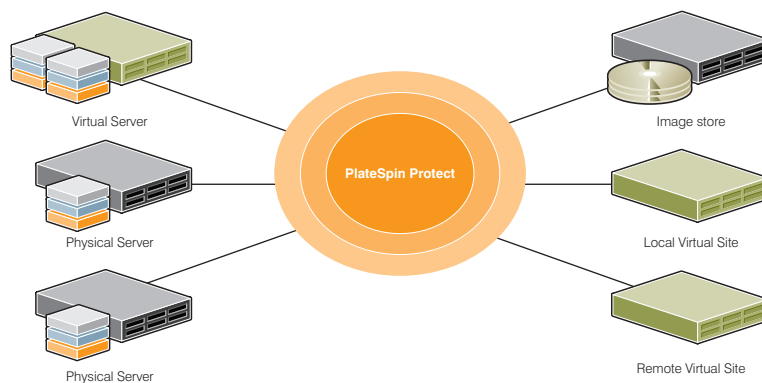 Virtual Server
Image store
PlateSpin Protect
Physical Server
Local Virtual Site
Physical Server
Remote Virtual Site